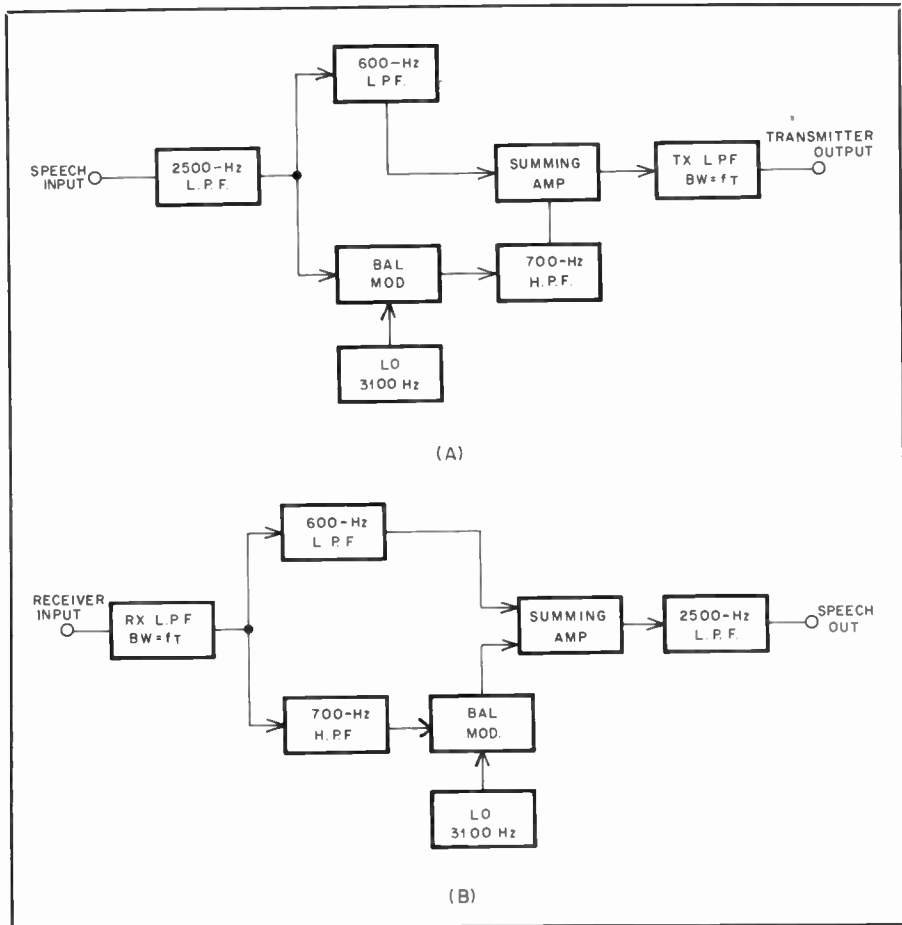 600-Hz
L P.F.
SPEECH
INPUT
2500-Hz
L.P.F.
SUMMING
AMP
TX L.P.F
BW=fT
TRANSMITTER
OUTPUT
BAL
MOD
700-Hz
H.P.F.
LO
3100 Hz
(A)
600-Hz
L.P.F
RECEIVER
INPUT
RX L.P.F
BW=fT
SUMMING
AMP
2500-Hz
L.P.F.
SPEECH
OUT
700-Hz
H.P.F
BAL
MOD.
LO
3100 Hz
(B)